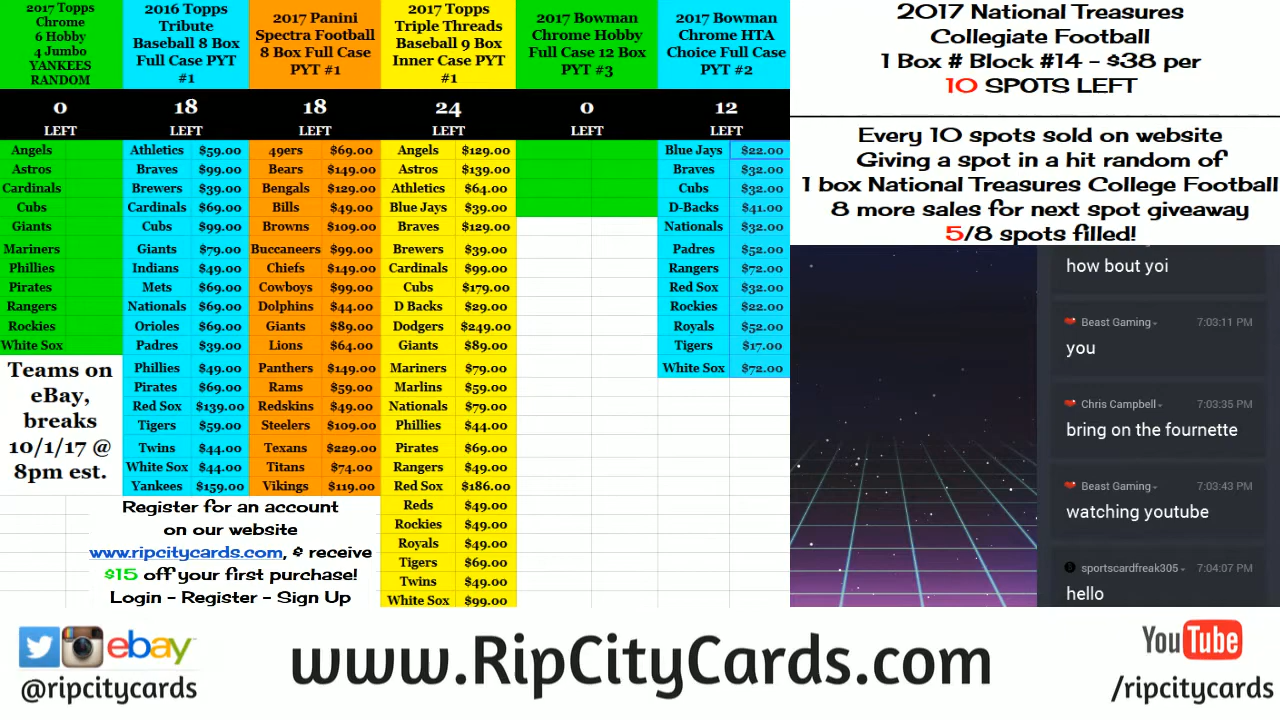 2017 Topps
Chrome
6 Hobby
4 Jumbo
YANKEES
RANDOM
0
LEFT
Angels
Astros
Cardinals
Cubs
Giants
Mariners
Phillies
Pirates
Rangers
Rockies
White Sox
Teams on
eBay,
breaks
10/1/17 @
8pm est.
2016 Topps
Tribute
Baseball 8 Box
Full Case PYT
#1
18
LEFT
Athletics $59.00
Braves $99.00
Brewers $39.00
Cardinals $69.00
Cubs $99.00
Giants $79.00
Indians $49.00
Mets $69.00
Nationals $69.00
Orioles $69.00
Padres $39.00
Phillies $49.00
Pirates $69.00
Red Sox $139.00
Tigers $59.00
Twins $44.00
White Sox $44.00
Yankees $159.00
2017 Panini
Spectra Football
8 Box Full Case
PYT #1
18
LEFT
49ers $69.00
Bears $149.00
Bengals $129.00
Bills $49.00
Browns $109.00
Buccaneers $99.00
Chiefs $149.00
Cowboys $99.00
Dolphins $44.00
Giants $89.00
Lions $64.00
Panthers $149.00
Rams $59.00
Redskins $49.00
Steelers $109.00
Texans $229.00
Titans $74.00
Vikings $119.00
Register for an account
on our website
www.ripcitycards.com, & receive
$15 off your first purchase!
Login - Register - Sign Up
2017 Topps
Triple Threads
Baseball 9 Box
Inner Case PYT
#1
24
LEFT
Angels $129.00
Astros $139.00
Athletics $64.00
Blue Jays $39.00
Braves $129.00
Brewers $39.00
Cardinals $99.00
Cubs $179.00
D Backs $29.00
Dodgers $249.00
Giants $89.00
Mariners $79.00
Marlins $59.00
Nationals $79.00
Phillies $44.00
Pirates $69.00
Rangers $49.00
Red Sox $186.00
Reds $49.00
Rockies $49.00
Royals $49.00
Tigers $69.00
Twins $49.00
White Sox $99.00
2017 Bowman
Chrome Hobby
Full Case 12 Box
PYT #3
0
LEFT
2017 Bowman
Chrome HTA
Choice Full Case
PYT #2
12
LEFT
Blue Jays $22.00
Braves $32.00
Cubs $32.00
D-Backs $41.00
Nationals $32.00
Padres $52.00
Rangers $72.00
Red Sox $32.00
Rockies $22.00
Royals $52.00
Tigers $17.00
White Sox $72.00
2017 National Treasures
Collegiate Football
1 Box # Block #14 - $38 per
10 SPOTS LEFT
Every 10 spots sold on website
Giving a spot in a hit random of
1 box National Treasures College Football
8 more sales for next spot giveaway
5/8 spots filled!
how bout yoi
Beast Gaming 7:03:11 PM
you
Chris Campbell 7:03:35 PM
bring on the fournette
Beast Gaming 7:03:43 PM
watching youtube
sportscardfreak305 7:04:07 PM
hello
ebay
@ripcitycards
www.RipCityCards.com
YouTube
/ripcitycards